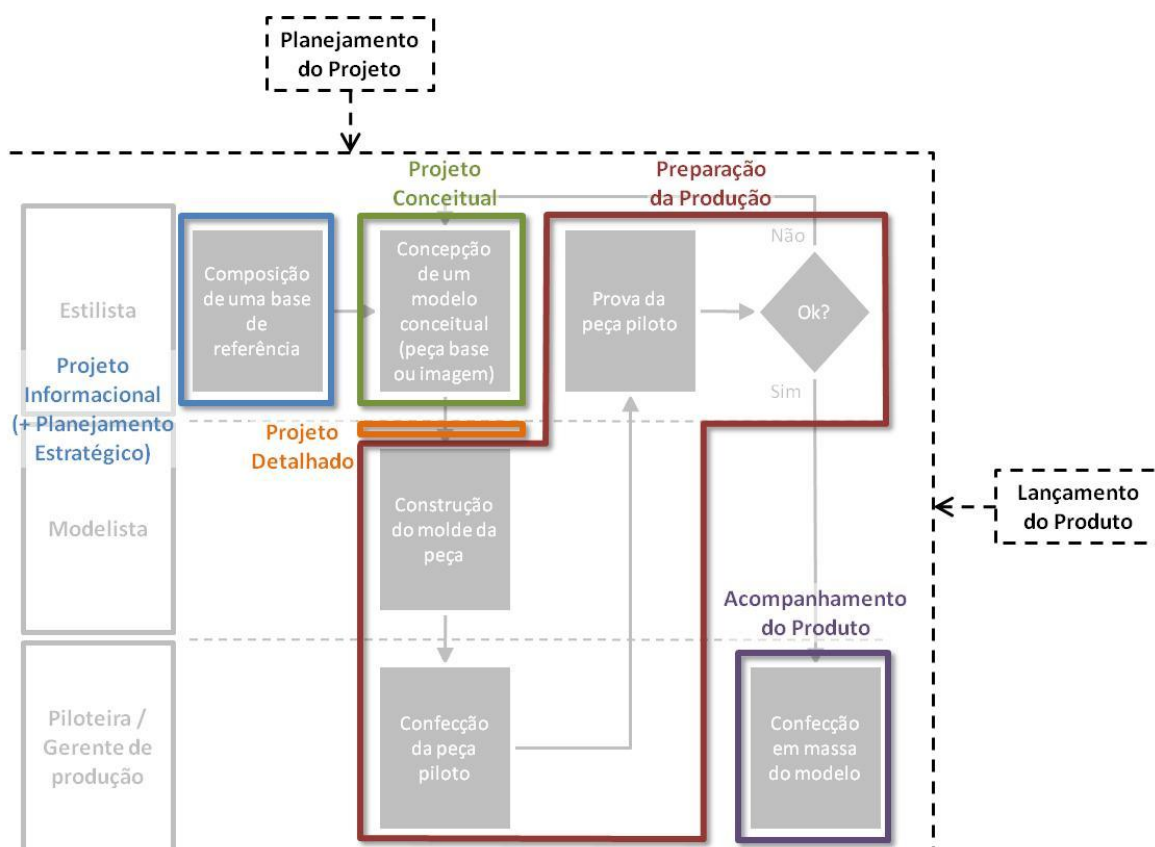 Planejamento
do Projeto
Projeto
Conceitual
Preparação
da Produção
Não
Estilista
Composição
de uma base
de
referência
Concepção
de um
modelo
conceitual
(peça base
ou imagem)
Prova da
peça piloto
Ok?
Sim
Projeto
Informacional
(+ Planejamento
Estratégico)
Projeto
Detalhado
Modelista
Construção
do molde da
peça
Lançamento
do Produto
Acompanhamento
do Produto
Piloteira /
Gerente de
produção
Confecção
da peça
piloto
Confecção
em massa
do modelo